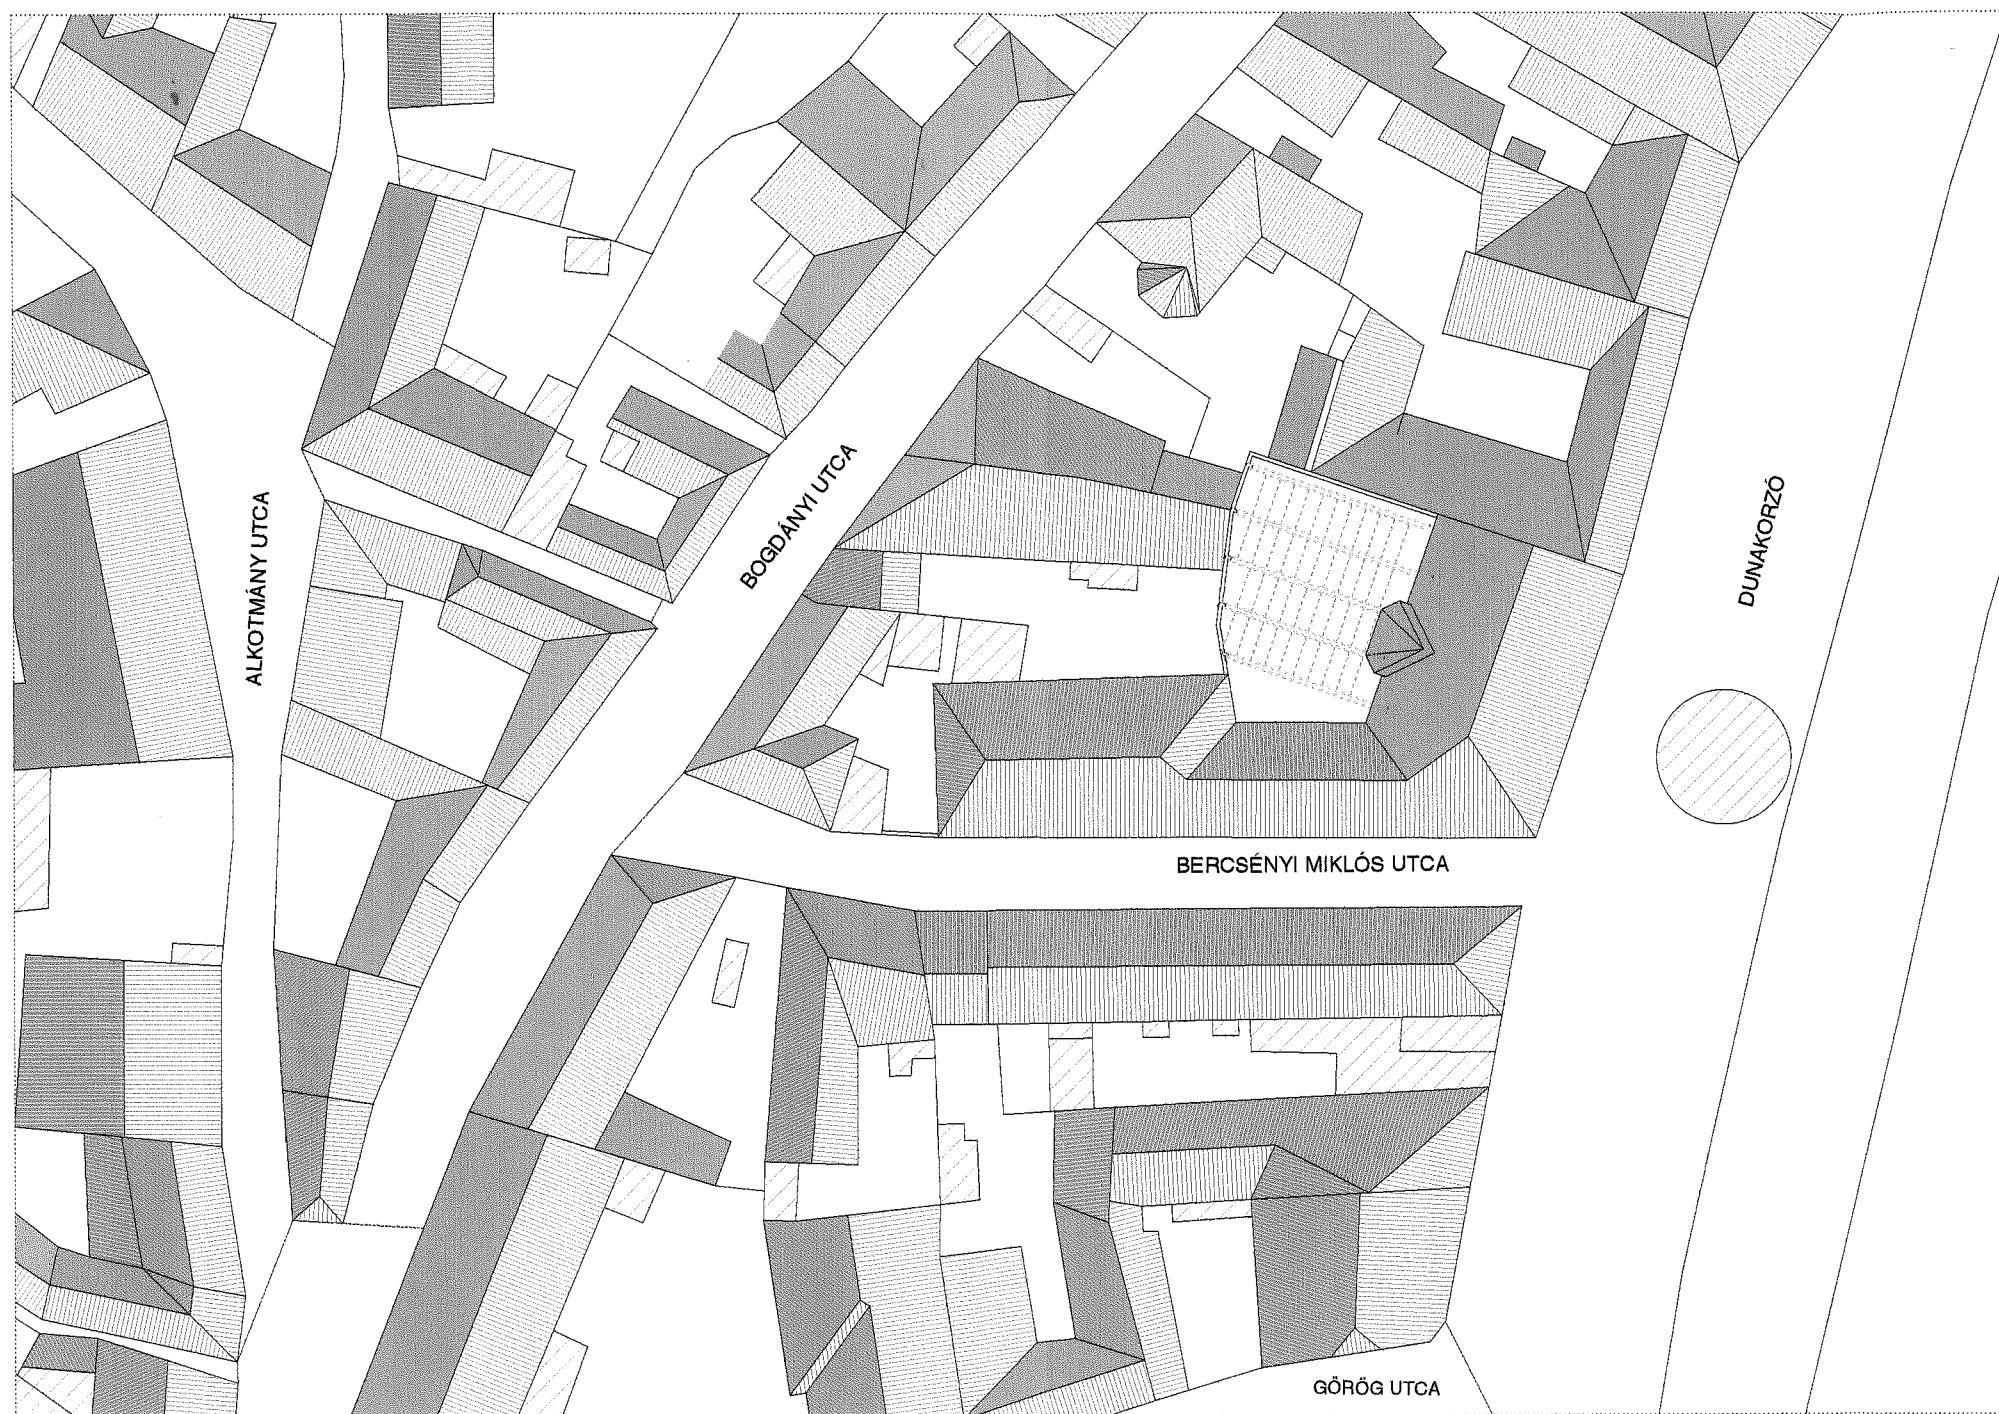 ALKOTMÁNY UTCA
BOGDÁNYI UTCA
DUNAKORZÓ
BERCSÉNYI MIKLÓS UTCA
GÖRÖG UTCA